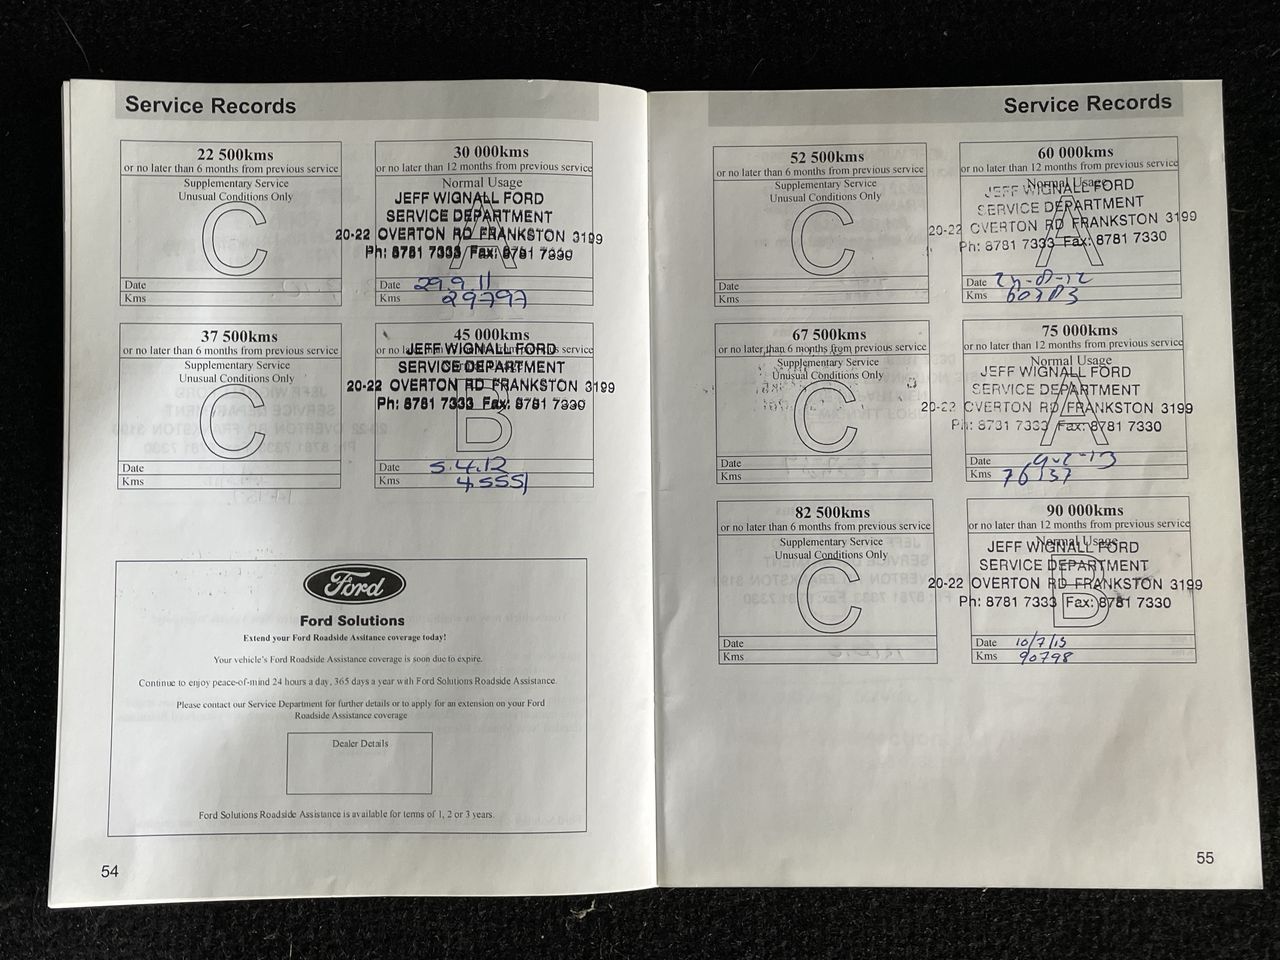 Service Records
22 500kms
or no later than 6 months from previous service
Supplementary Service
Unusual Conditions Only
C
Date
Kms
30 000kms
or no later than 12 months from previous service
Normal Usage
A
JEFF WIGNALL FORD
SERVICE DEPARTMENT
20-22 OVERTON RD FRANKSTON 3199
Ph: 8781 7333 Fax: 8781 7330
Date 29.9.11
Kms 29797
37 500kms
or no later than 6 months from previous service
Supplementary Service
Unusual Conditions Only
C
Date
Kms
45 000kms
or no later than 12 months from previous service
JEFF WIGNALL FORD
SERVICE DEPARTMENT
20-22 OVERTON RD FRANKSTON 3199
Ph: 8781 7333 Fax: 8781 7330
B
Date 5.4.12
Kms 45551
Ford
Ford Solutions
Extend your Ford Roadside Assitance coverage today!
Your vehicle's Ford Roadside Assistance coverage is soon due to expire.
Continue to enjoy peace-of-mind 24 hours a day, 365 days a year with Ford Solutions Roadside Assistance.
Please contact our Service Department for further details or to apply for an extension on your Ford
Roadside Assistance coverage
Dealer Details
Ford Solutions Roadside Assistance is available for terms of 1, 2 or 3 years.
54
Service Records
52 500kms
or no later than 6 months from previous service
Supplementary Service
Unusual Conditions Only
C
Date
Kms
60 000kms
or no later than 12 months from previous service
Normal Usage
A
JEFF WIGNALL FORD
SERVICE DEPARTMENT
20-22 OVERTON RD FRANKSTON 3199
Ph: 8781 7333 Fax: 8781 7330
Date
Kms
67 500kms
or no later than 6 months from previous service
Supplementary Service
Unusual Conditions Only
C
Date
Kms
75 000kms
or no later than 12 months from previous service
Normal Usage
A
JEFF WIGNALL FORD
SERVICE DEPARTMENT
20-22 OVERTON RD FRANKSTON 3199
Ph: 8781 7333 Fax: 8781 7330
Date
Kms 76137
82 500kms
or no later than 6 months from previous service
Supplementary Service
Unusual Conditions Only
C
Date
Kms
90 000kms
or no later than 12 months from previous service
Normal Usage
B
JEFF WIGNALL FORD
SERVICE DEPARTMENT
20-22 OVERTON RD FRANKSTON 3199
Ph: 8781 7333 Fax: 8781 7330
Date 10/7/13
Kms 90798
55